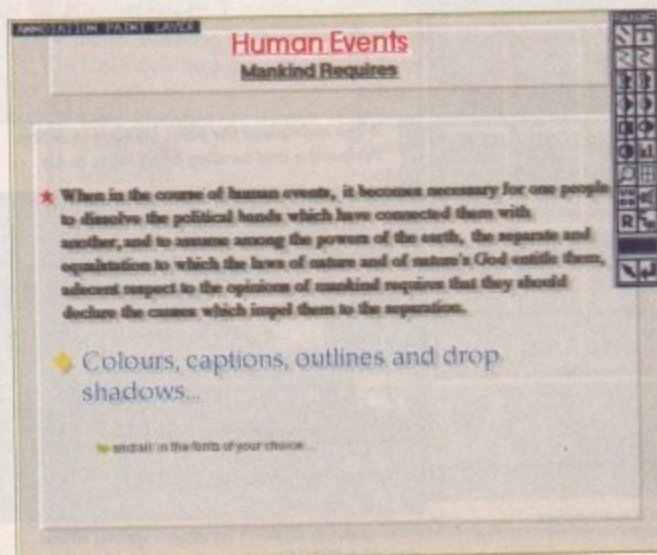 ANNOTATION PAINT LAYER
Human Events
Mankind Requires
When in the course of human events, it becomes necessary for one people
to dissolve the political bands which have connected them with
another, and to assume among the powers of the earth, the separate and
equalstation to which the laws of nature and of nature's God entitle them,
adecent respect to the opinions of mankind requires that they should
declare the causes which impel them to the separation.
Colours, captions, outlines and drop
shadows...
and all in the fonts of your choice...
R